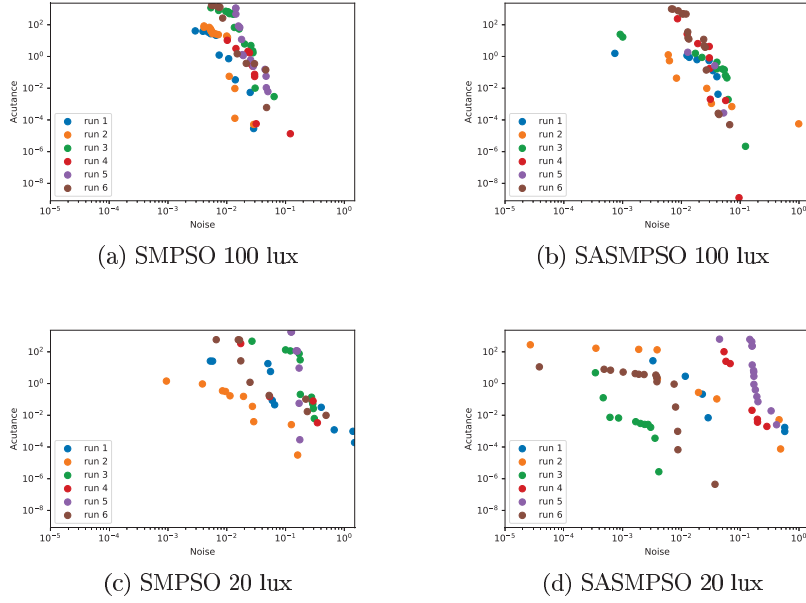 Acutance
10^2
10^0
10^-2
10^-4
10^-6
10^-8
run 1
run 2
run 3
run 4
run 5
run 6
10^-5 10^-4 10^-3 10^-2 10^-1 10^0
Noise
(a) SMPSO 100 lux
Acutance
10^2
10^0
10^-2
10^-4
10^-6
10^-8
run 1
run 2
run 3
run 4
run 5
run 6
10^-5 10^-4 10^-3 10^-2 10^-1 10^0
Noise
(b) SASMPSO 100 lux
Acutance
10^2
10^0
10^-2
10^-4
10^-6
10^-8
run 1
run 2
run 3
run 4
run 5
run 6
10^-5 10^-4 10^-3 10^-2 10^-1 10^0
Noise
(c) SMPSO 20 lux
Acutance
10^2
10^0
10^-2
10^-4
10^-6
10^-8
run 1
run 2
run 3
run 4
run 5
run 6
10^-5 10^-4 10^-3 10^-2 10^-1 10^0
Noise
(d) SASMPSO 20 lux